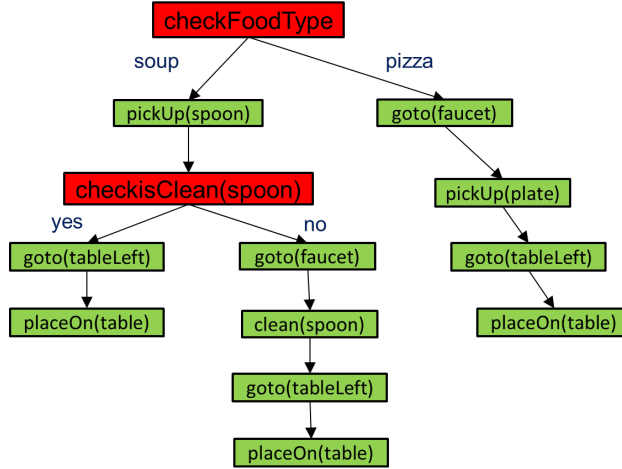 checkFoodType
soup
pizza
pickUp(spoon)
goto(faucet)
checkisClean(spoon)
pickUp(plate)
yes
no
goto(tableLeft)
goto(faucet)
goto(tableLeft)
placeOn(table)
clean(spoon)
placeOn(table)
goto(tableLeft)
placeOn(table)